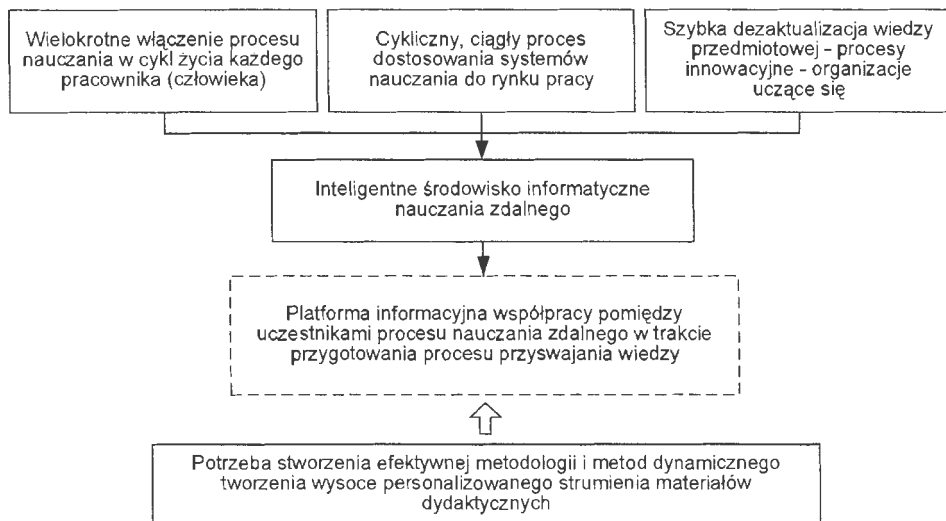 Wielokrotne włączenie procesu
nauczania w cykl życia każdego
pracownika (człowieka)
Cykliczny, ciągły proces
dostosowania systemów
nauczania do rynku pracy
Szybka dezaktualizacja wiedzy
przedmiotowej - procesy
innowacyjne - organizacje
uczące się
Inteligentne środowisko informatyczne
nauczania zdalnego
Platforma informacyjna współpracy pomiędzy
uczestnikami procesu nauczania zdalnego w trakcie
przygotowania procesu przyswajania wiedzy
Potrzeba stworzenia efektywnej metodologii i metod dynamicznego
tworzenia wysoce personalizowanego strumienia materiałów
dydaktycznych